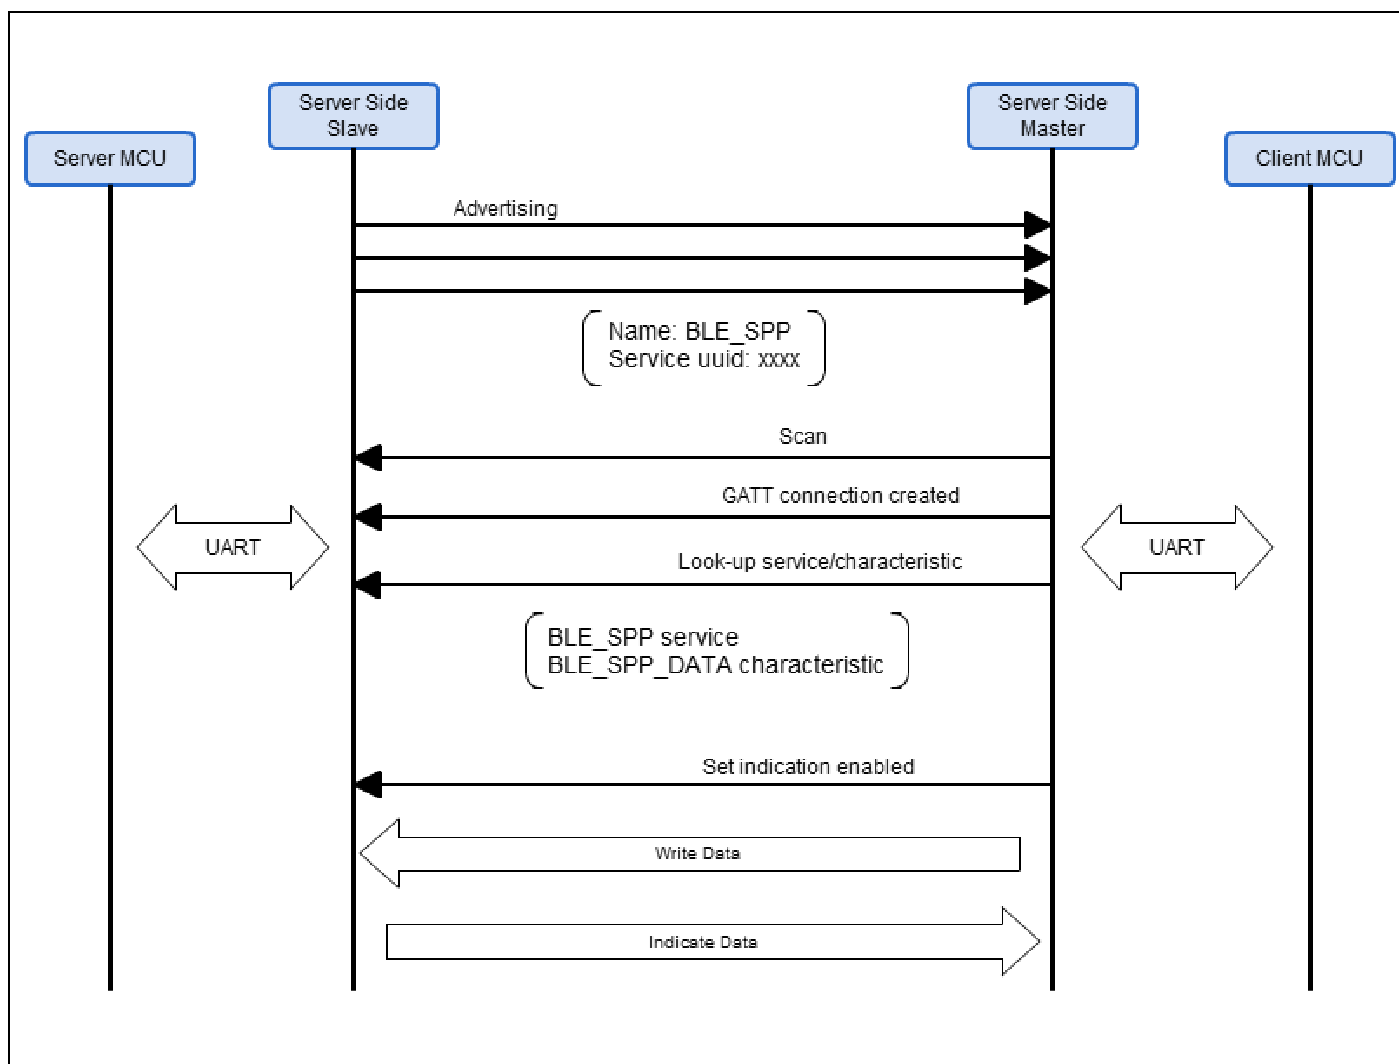 Server Side
Slave
Server Side
Master
Server MCU
Client MCU
Advertising
Name: BLE_SPP
Service uuid: xxxx
Scan
GATT connection created
UART
UART
Look-up service/characteristic
BLE_SPP service
BLE_SPP_DATA characteristic
Set indication enabled
Write Data
Indicate Data